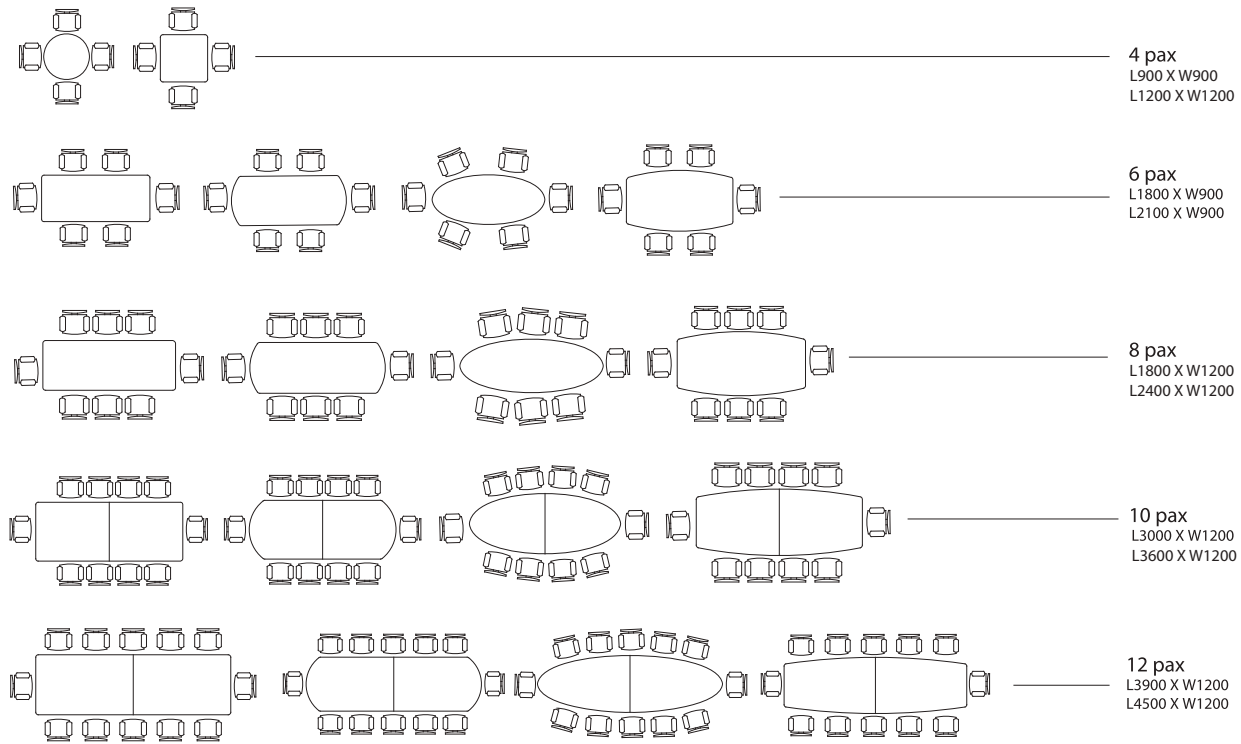 4 pax
L900 X W900
L1200 X W1200
6 pax
L1800 X W900
L2100 X W900
8 pax
L1800 X W1200
L2400 X W1200
10 pax
L3000 X W1200
L3600 X W1200
12 pax
L3900 X W1200
L4500 X W1200